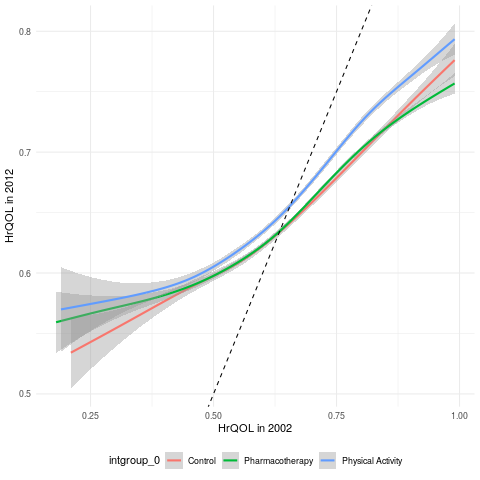 0.8
0.7
0.6
0.5
HrQOL in 2012
0.25 0.50 0.75 1.00
HrQOL in 2002
intgroup_0 Control Pharmacotherapy Physical Activity